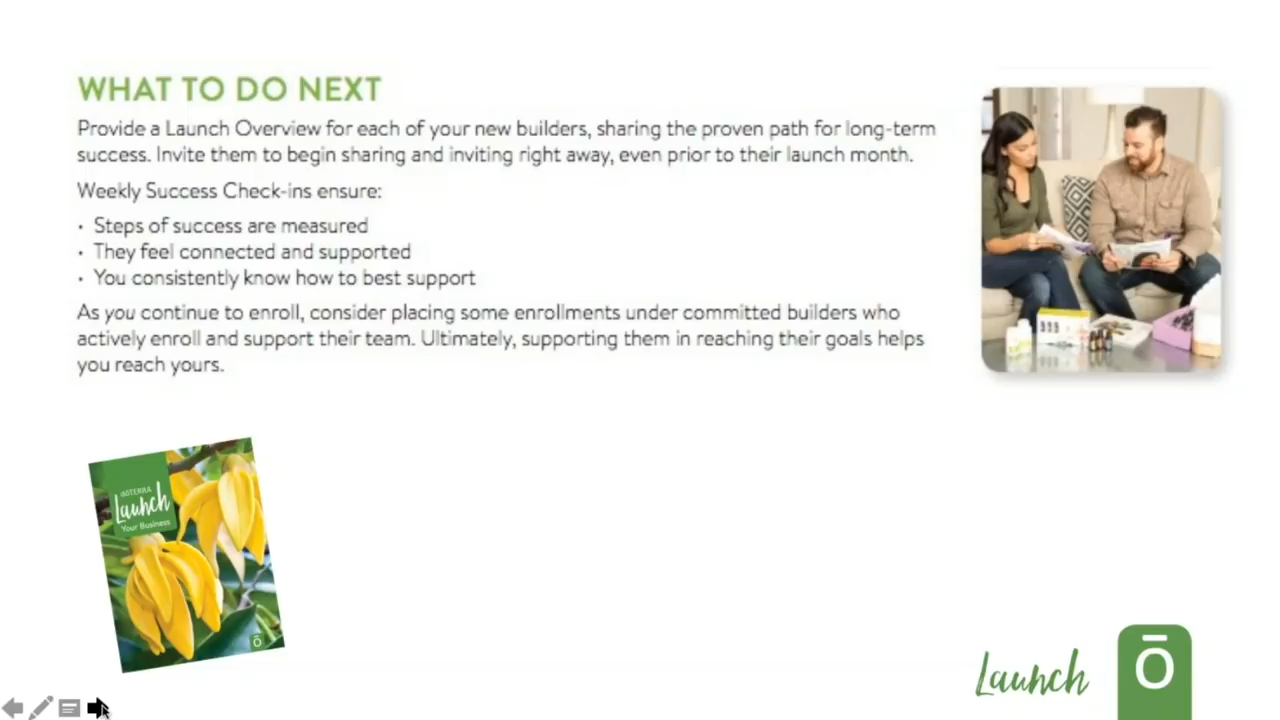 WHAT TO DO NEXT
Provide a Launch Overview for each of your new builders, sharing the proven path for long-term
success. Invite them to begin sharing and inviting right away, even prior to their launch month.
Weekly Success Check-ins ensure:
· Steps of success are measured
· They feel connected and supported
· You consistently know how to best support
As you continue to enroll, consider placing some enrollments under committed builders who
actively enroll and support their team. Ultimately, supporting them in reaching their goals helps
you reach yours.
dōTERRA
Launch
Your Business
ō
Launch
ō